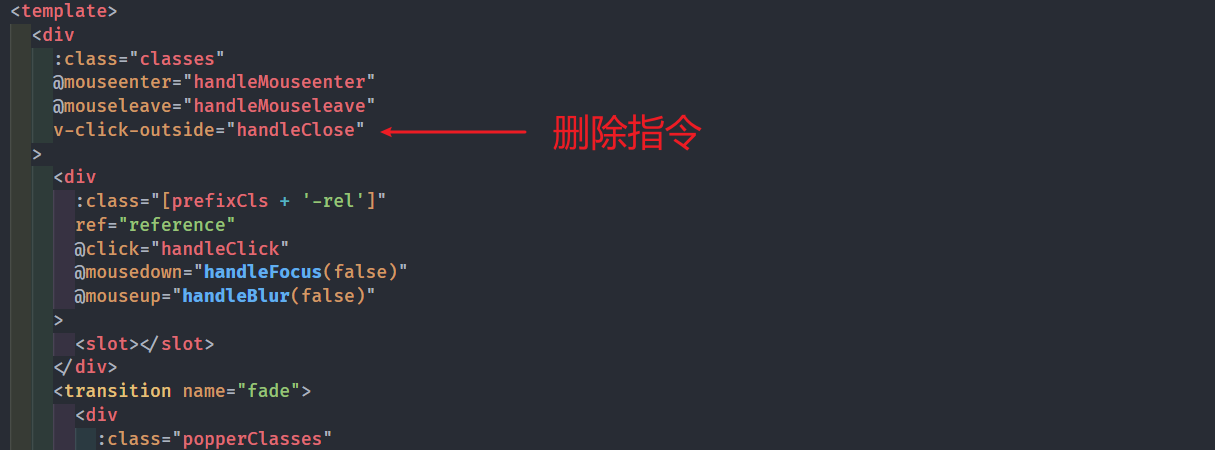 <template>
<div
:class="classes"
@mouseenter="handleMouseenter"
@mouseleave="handleMouseleave"
v-click-outside="handleClose"
删除指令
>
<div
:class="[prefixCls + '-rel']"
ref="reference"
@click="handleClick"
@mousedown="handleFocus(false)"
@mouseup="handleBlur(false)"
>
<slot></slot>
</div>
<transition name="fade">
<div
:class="popperClasses"